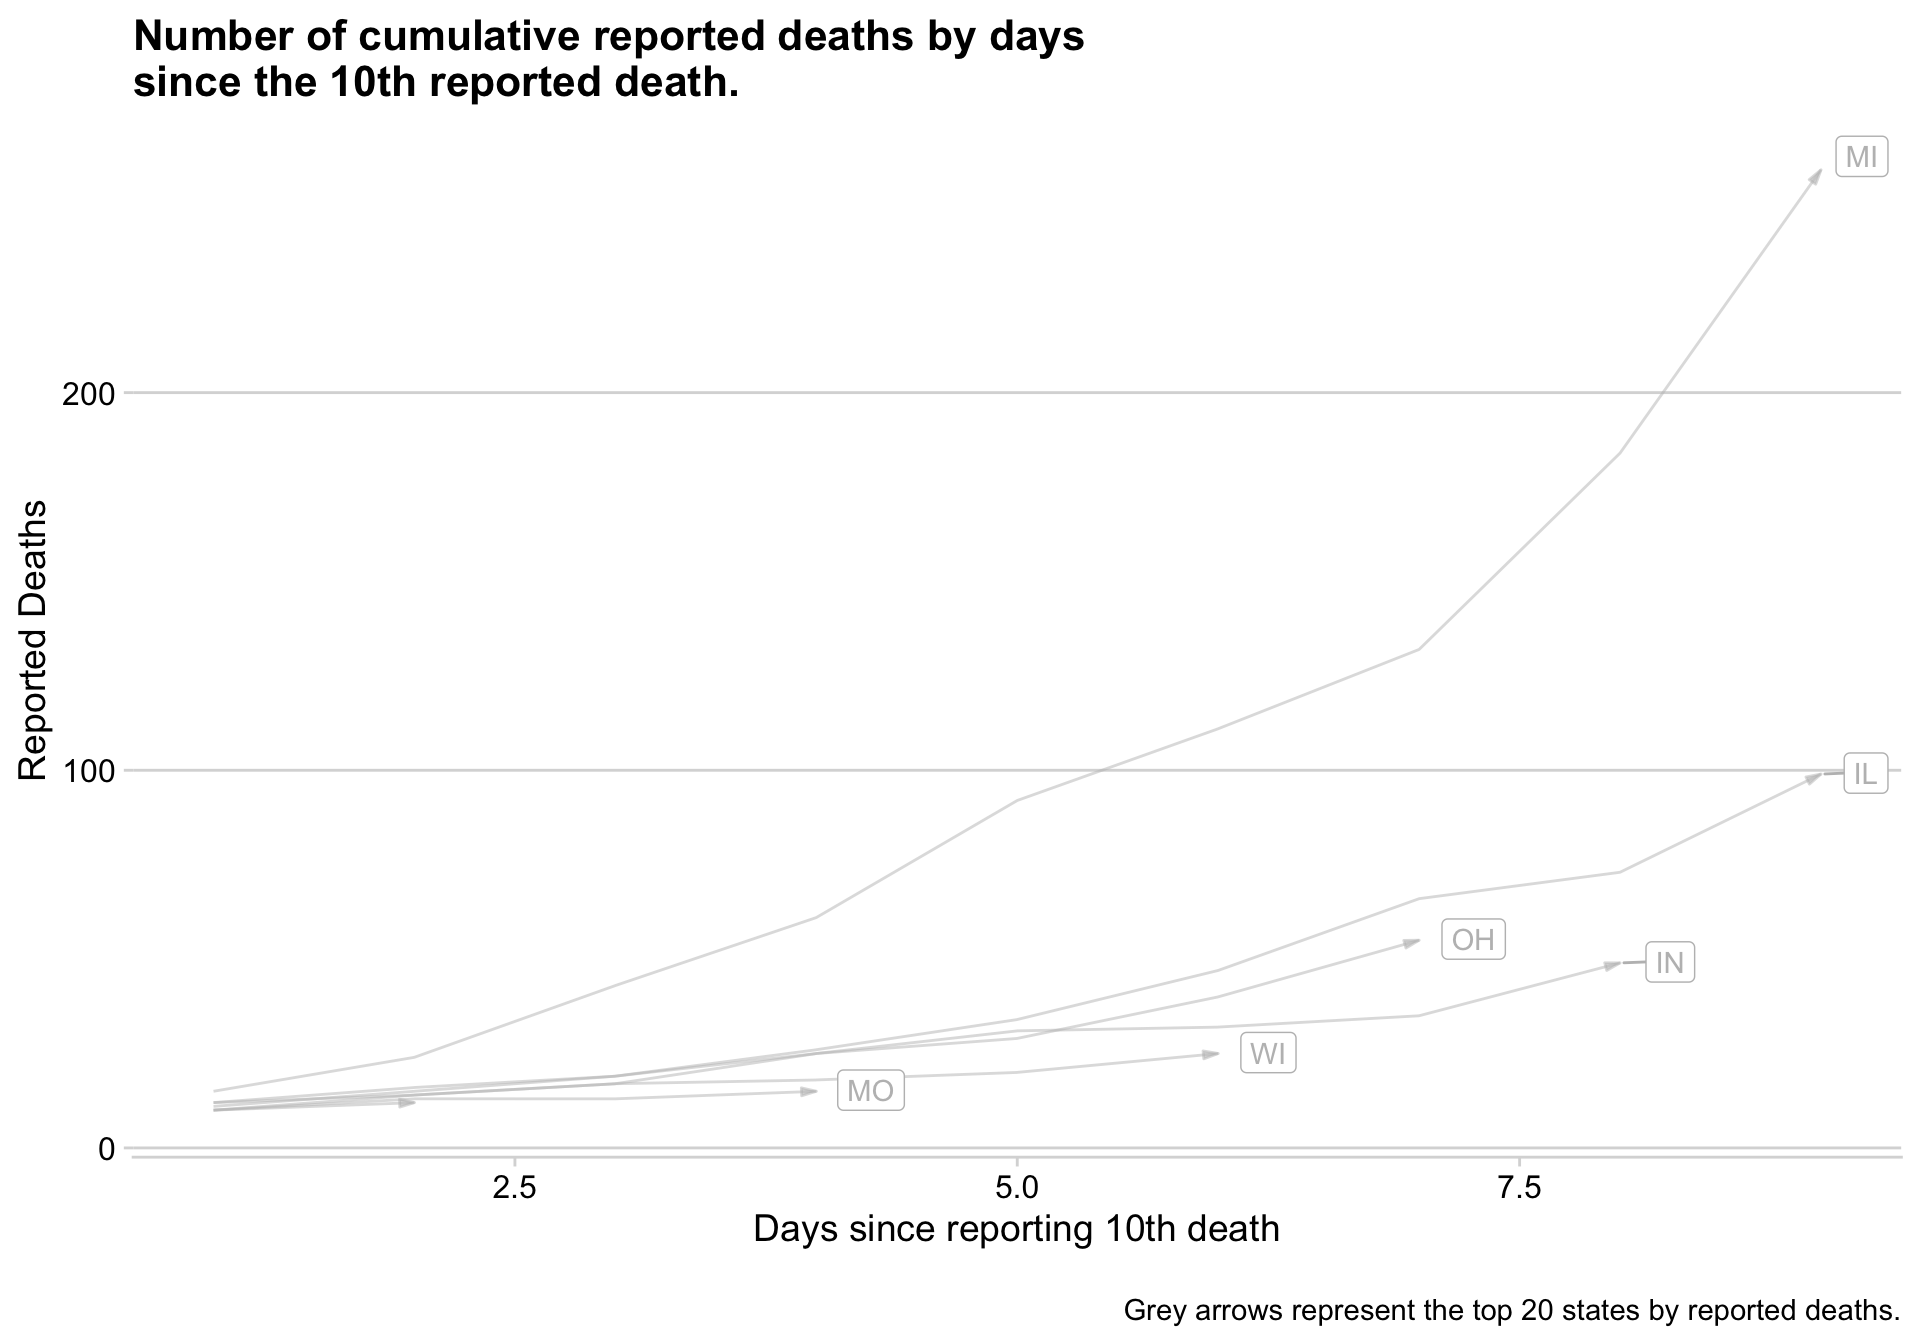 Number of cumulative reported deaths by days
since the 10th reported death.
MI
200
Reported Deaths
100
IL
OH
IN
WI
MO
0
2.5 5.0 7.5
Days since reporting 10th death
Grey arrows represent the top 20 states by reported deaths.